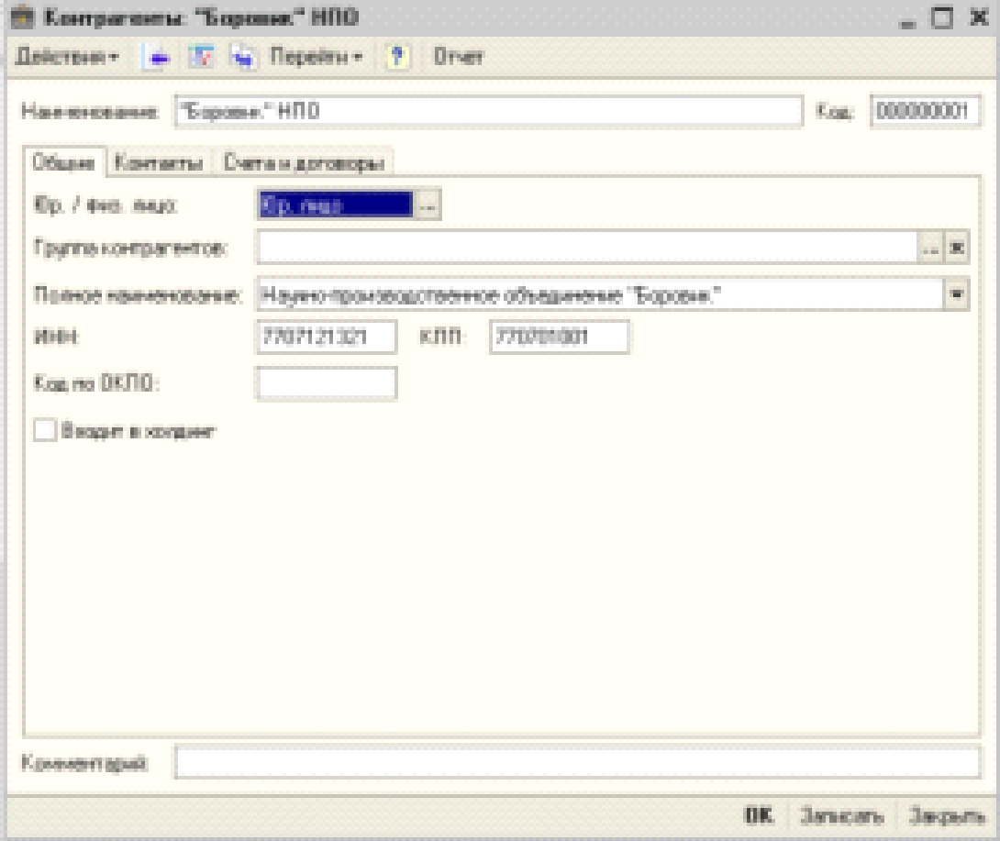 Контрагенты: "Боровик" НПО
Действия Перейти ? Отчет
Наименование: "Боровик" НПО Код: 000000001
Общие Контакты Счета и договоры
Юр. / физ. лицо: Юр. лицо ...
Группа контрагентов: ...
Полное наименование: Научно-производственное объединение "Боровик"
ИНН: 7707121321 КПП: 770701001
Код по ОКПО:
Входит в холдинг
Комментарий:
OK Записать Закрыть